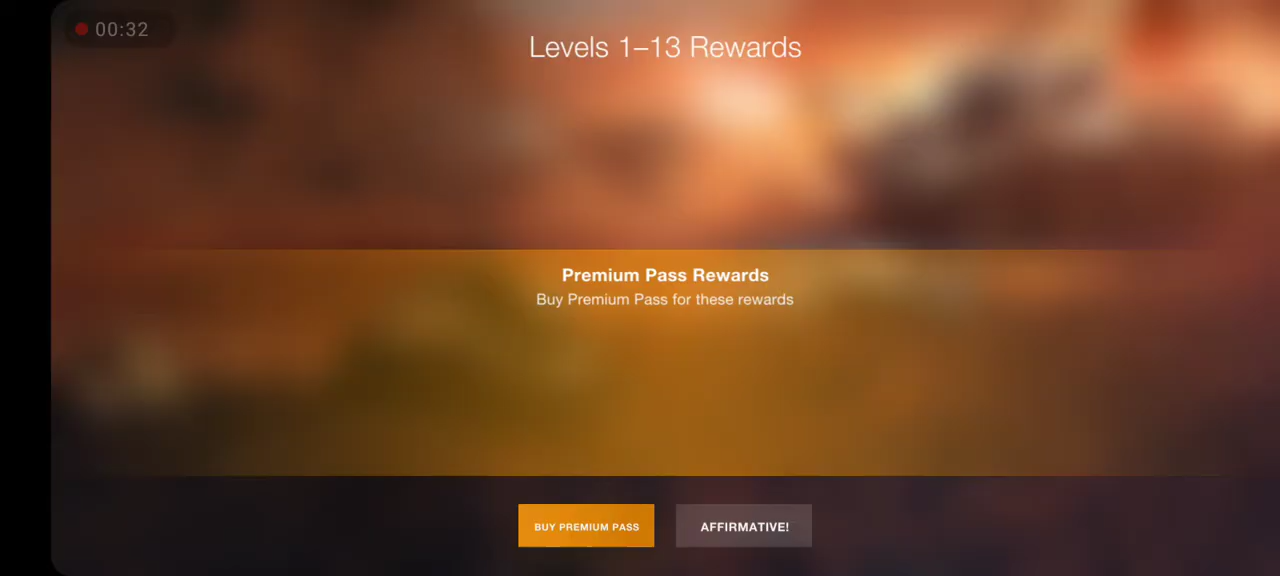 00:32
Levels 1–13 Rewards
Premium Pass Rewards
Buy Premium Pass for these rewards
BUY PREMIUM PASS
AFFIRMATIVE!